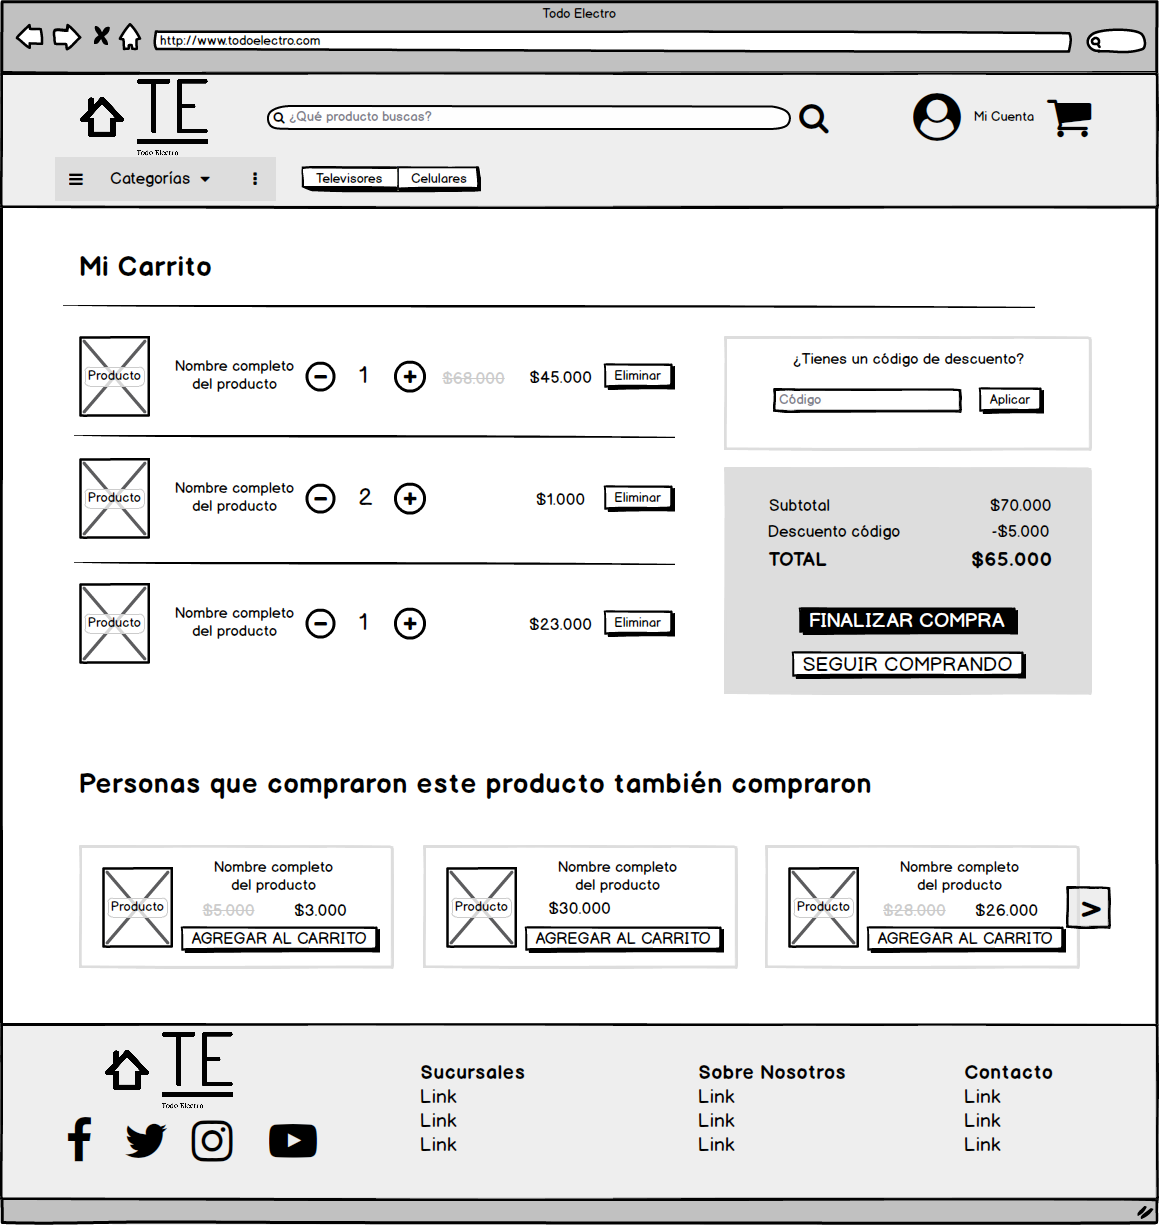 Todo Electro
http://www.todoelectro.com
TE
Todo Electro
¿Qué producto buscas?
Mi Cuenta
Categorías
Televisores
Celulares
Mi Carrito
Producto
Nombre completo
del producto
1
$68.000
$45.000
Eliminar
Producto
Nombre completo
del producto
2
$1.000
Eliminar
Producto
Nombre completo
del producto
1
$23.000
Eliminar
¿Tienes un código de descuento?
Código
Aplicar
Subtotal $70.000
Descuento código -$5.000
TOTAL $65.000
FINALIZAR COMPRA
SEGUIR COMPRANDO
Personas que compraron este producto también compraron
Producto
Nombre completo
del producto
$5.000 $3.000
AGREGAR AL CARRITO
Producto
Nombre completo
del producto
$30.000
AGREGAR AL CARRITO
Producto
Nombre completo
del producto
$28.000 $26.000
AGREGAR AL CARRITO
>
TE
Todo Electro
Sucursales
Link
Link
Link
Sobre Nosotros
Link
Link
Link
Contacto
Link
Link
Link